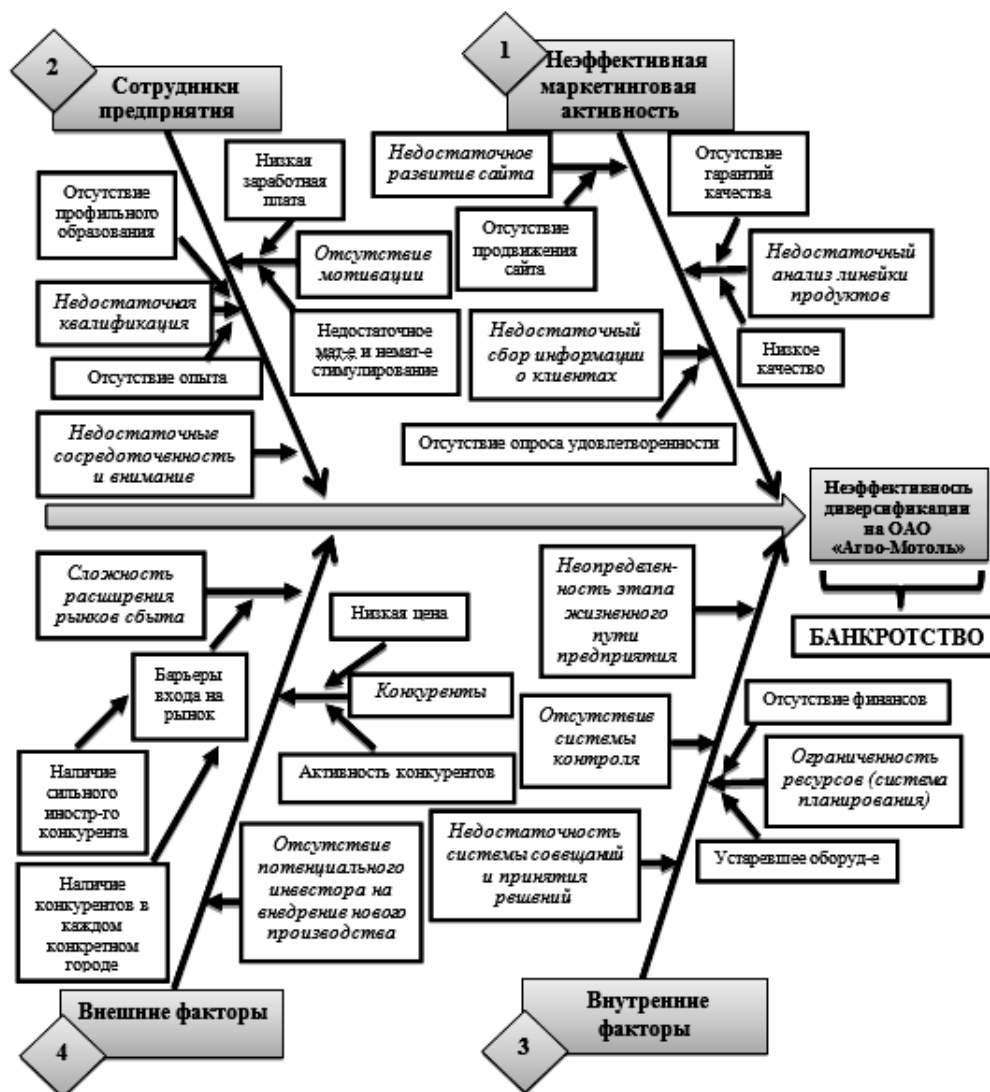 2
Сотрудники
предприятия
1
Неэффективная
маркетинговая
активность
Низкая
заработная
плата
Отсутствие
профильного
образования
Отсутствие
мотивации
Недостаточная
квалификация
Недостаточное
мат-е и немат-е
стимулирование
Отсутствие опыта
Недостаточные
сосредоточенность
и внимание
Недостаточное
развитие сайта
Отсутствие
гарантий
качества
Отсутствие
продвижения
сайта
Недостаточный
анализ линейки
продуктов
Недостаточный
сбор информации
о клиентах
Низкое
качество
Отсутствие опроса удовлетворенности
Неэффективность
диверсификации
на ОАО
«Агро-Мотоль»
БАНКРОТСТВО
Сложность
расширения
рынков сбыта
Низкая цена
Барьеры
входа на
рынок
Конкуренты
Наличие
сильного
иностр-го
конкурента
Активность конкурентов
Наличие
конкурентов в
каждом
конкретном
городе
Отсутствие
потенциального
инвестора на
внедрение нового
производства
Неопределен-
ность этапа
жизненного
пути
предприятия
Отсутствие финансов
Отсутствие
системы
контроля
Ограниченность
ресурсов (система
планирования)
Недостаточность
системы совещаний
и принятия
решений
Устаревшее оборуд-е
Внешние факторы
4
Внутренние
факторы
3